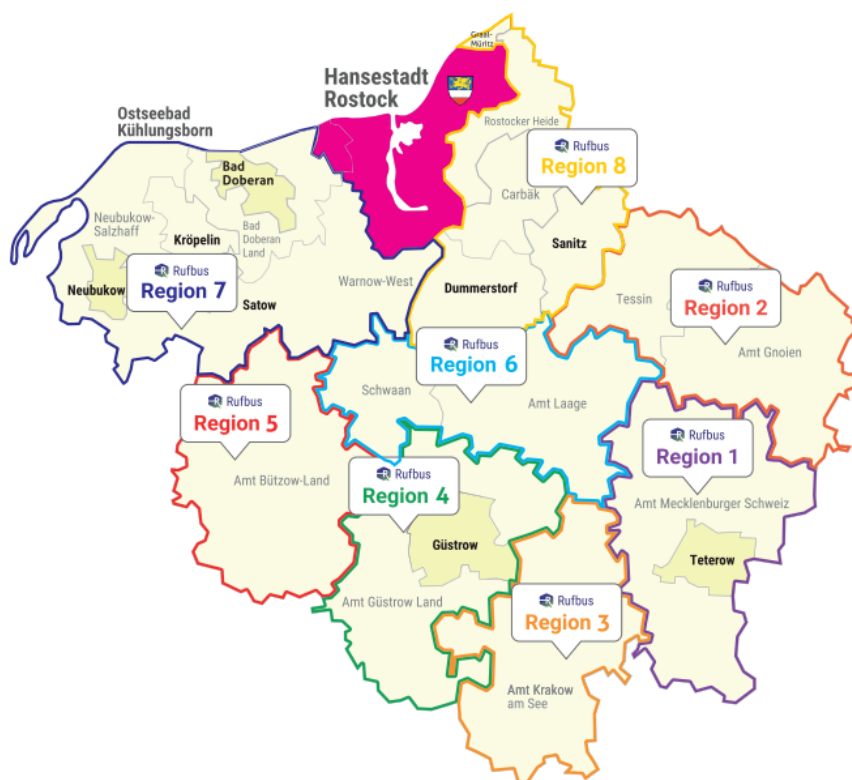 Graal-
Müritz
Hansestadt
Rostock
Ostseebad
Kühlungsborn
Rostocker Heide
Rufbus
Region 8
Bad
Doberan
Carbäk
Neubukow-
Salzhaff
Kröpelin
Bad
Doberan
Land
Sanitz
Rufbus
Region 7
Neubukow
Satow
Warnow-West
Dummerstorf
Tessin
Rufbus
Region 2
Amt Gnoien
Rufbus
Region 6
Schwaan
Amt Laage
Rufbus
Region 5
Rufbus
Region 1
Amt Bützow-Land
Rufbus
Region 4
Amt Mecklenburger Schweiz
Güstrow
Teterow
Amt Güstrow Land
Rufbus
Region 3
Amt Krakow
am See